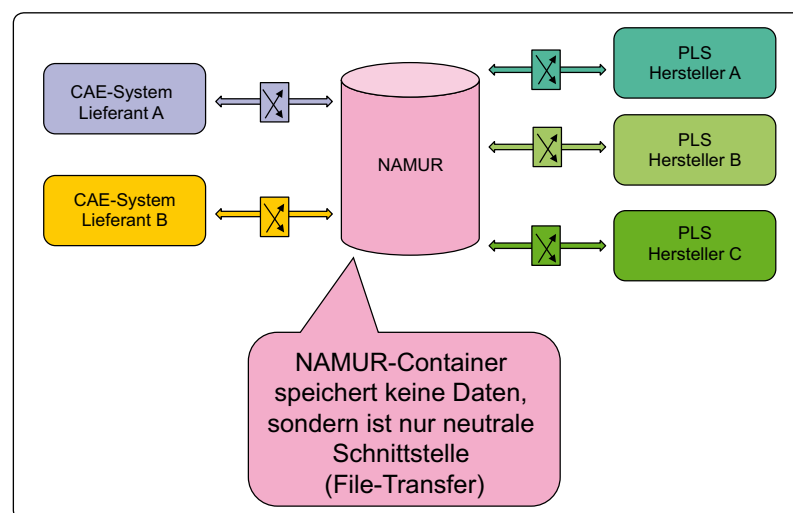 CAE-System
Lieferant A
CAE-System
Lieferant B
NAMUR
PLS
Hersteller A
PLS
Hersteller B
PLS
Hersteller C
NAMUR-Container
speichert keine Daten,
sondern ist nur neutrale
Schnittstelle
(File-Transfer)